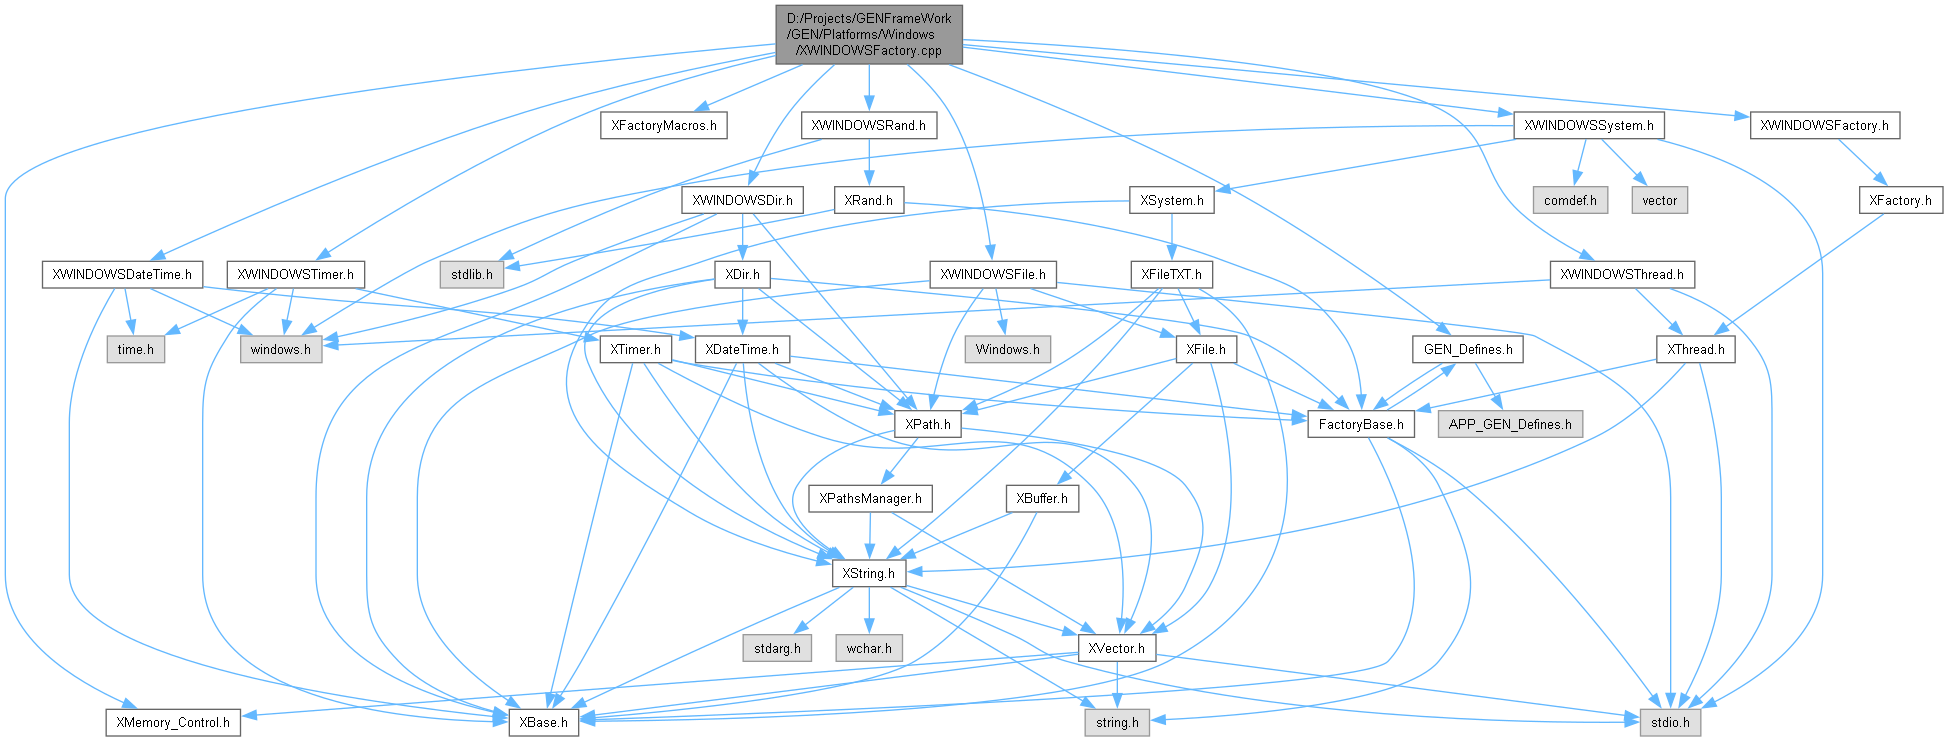 D:/Projects/GENFrameWork
/GEN/Platforms/Windows
/XWINDOWSFactory.cpp
XFactoryMacros.h
XWINDOWSRand.h
XWINDOWSSystem.h
XWINDOWSFactory.h
XWINDOWSDir.h
XRand.h
XSystem.h
comdef.h
vector
XFactory.h
XWINDOWSDateTime.h
XWINDOWSTimer.h
stdlib.h
XDir.h
XWINDOWSFile.h
XFileTXT.h
XWINDOWSThread.h
time.h
windows.h
XTimer.h
XDateTime.h
Windows.h
XFile.h
GEN_Defines.h
XThread.h
XPath.h
FactoryBase.h
APP_GEN_Defines.h
XPathsManager.h
XBuffer.h
XString.h
stdarg.h
wchar.h
XVector.h
XMemory_Control.h
XBase.h
string.h
stdio.h